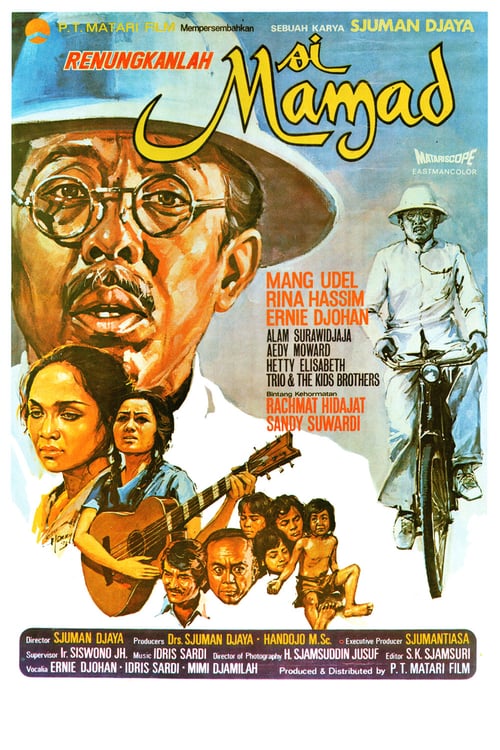 P.T. MATARI FILM Mempersembahkan SEBUAH KARYA SJUMAN DJAYA
RENUNGKANLAH
si Mamad
MATARISCOPE
EASTMANCOLOR
MANG UDEL
RINA HASSIM
ERNIE DJOHAN
ALAM SURAWIDJAJA
AEDY MOWARD
HETTY ELISABETH
TRIO & THE KIDS BROTHERS
Bintang Kehormatan
RACHMAT HIDAJAT
SANDY SUWARDI
Director SJUMAN DJAYA · Producers Drs. SJUMAN DJAYA · HANDOJO M.Sc. · Executive Producer SJUMANTIASA
Supervisor Ir. SISWONO JH. Music IDRIS SARDI Director of Photography H. SJAMSUDDIN JUSUF Editor S.K. SJAMSURI
Vocalia ERNIE DJOHAN · IDRIS SARDI · MIMI DJAMILAH Produced & Distributed by P.T. MATARI FILM